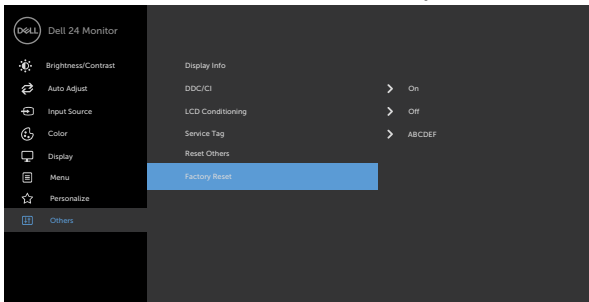 DELL Dell 24 Monitor
Brightness/Contrast Display Info
Auto Adjust DDC/CI On
Input Source LCD Conditioning Off
Color Service Tag ABCDEF
Display Reset Others
Menu Factory Reset
Personalize
Others